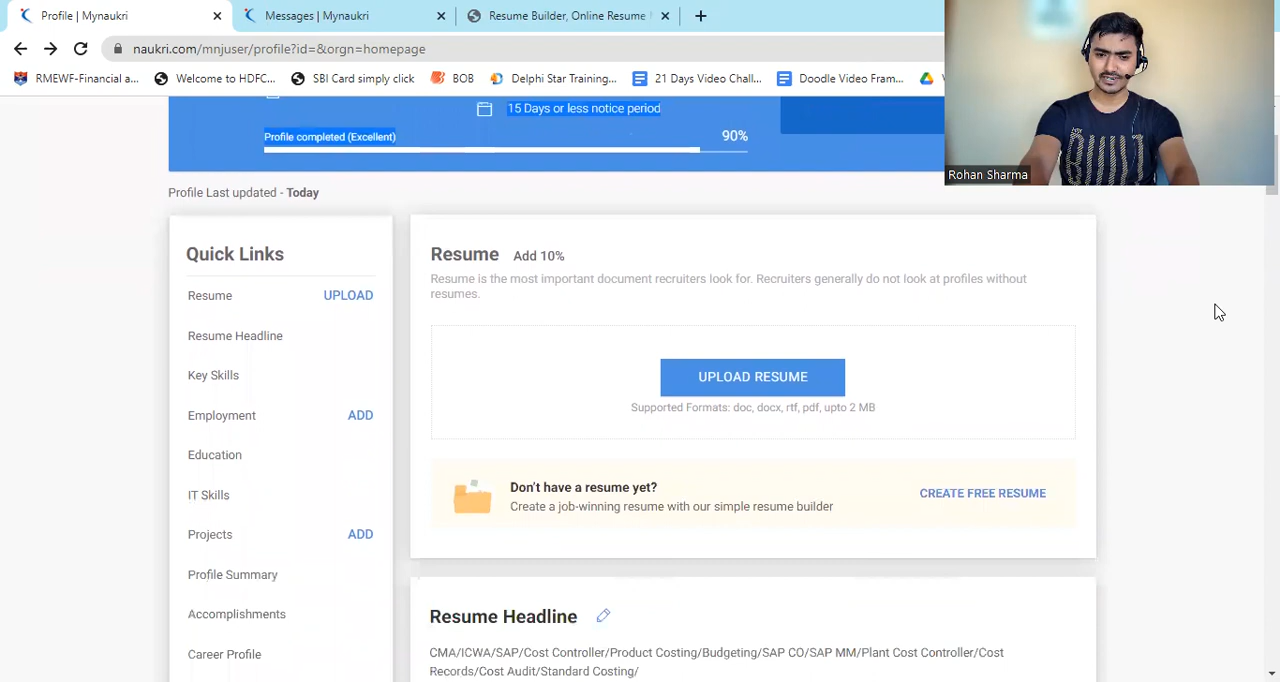 Profile | Mynaukri
Messages | Mynaukri
Resume Builder, Online Resume
naukri.com/mnjuser/profile?id=&orgn=homepage
RMEWF-Financial a...
Welcome to HDFC...
SBI Card simply click
BOB
Delphi Star Training...
21 Days Video Chall...
Doodle Video Fram...
15 Days or less notice period
Profile completed (Excellent)
90%
Rohan Sharma
Profile Last updated - Today
Quick Links
Resume UPLOAD
Resume Headline
Key Skills
Employment ADD
Education
IT Skills
Projects ADD
Profile Summary
Accomplishments
Career Profile
Resume Add 10%
Resume is the most important document recruiters look for. Recruiters generally do not look at profiles without
resumes.
UPLOAD RESUME
Supported Formats: doc, docx, rtf, pdf, upto 2 MB
Don't have a resume yet?
Create a job-winning resume with our simple resume builder
CREATE FREE RESUME
Resume Headline
CMA/ICWA/SAP/Cost Controller/Product Costing/Budgeting/SAP CO/SAP MM/Plant Cost Controller/Cost
Records/Cost Audit/Standard Costing/